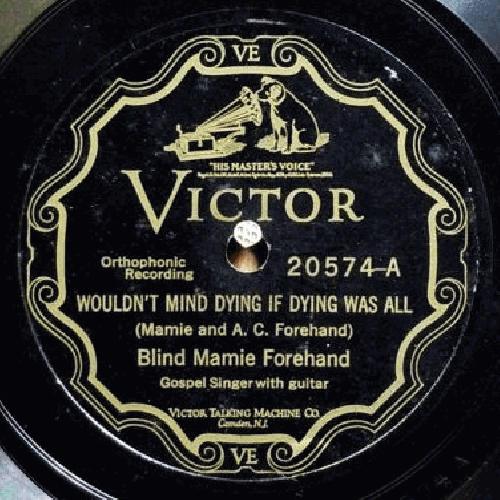 VE
"HIS MASTER'S VOICE"
VICTOR
Orthophonic
Recording
20574-A
WOULDN'T MIND DYING IF DYING WAS ALL
(Mamie and A. C. Forehand)
Blind Mamie Forehand
Gospel Singer with guitar
VICTOR TALKING MACHINE CO.
Camden, N.J.
VE